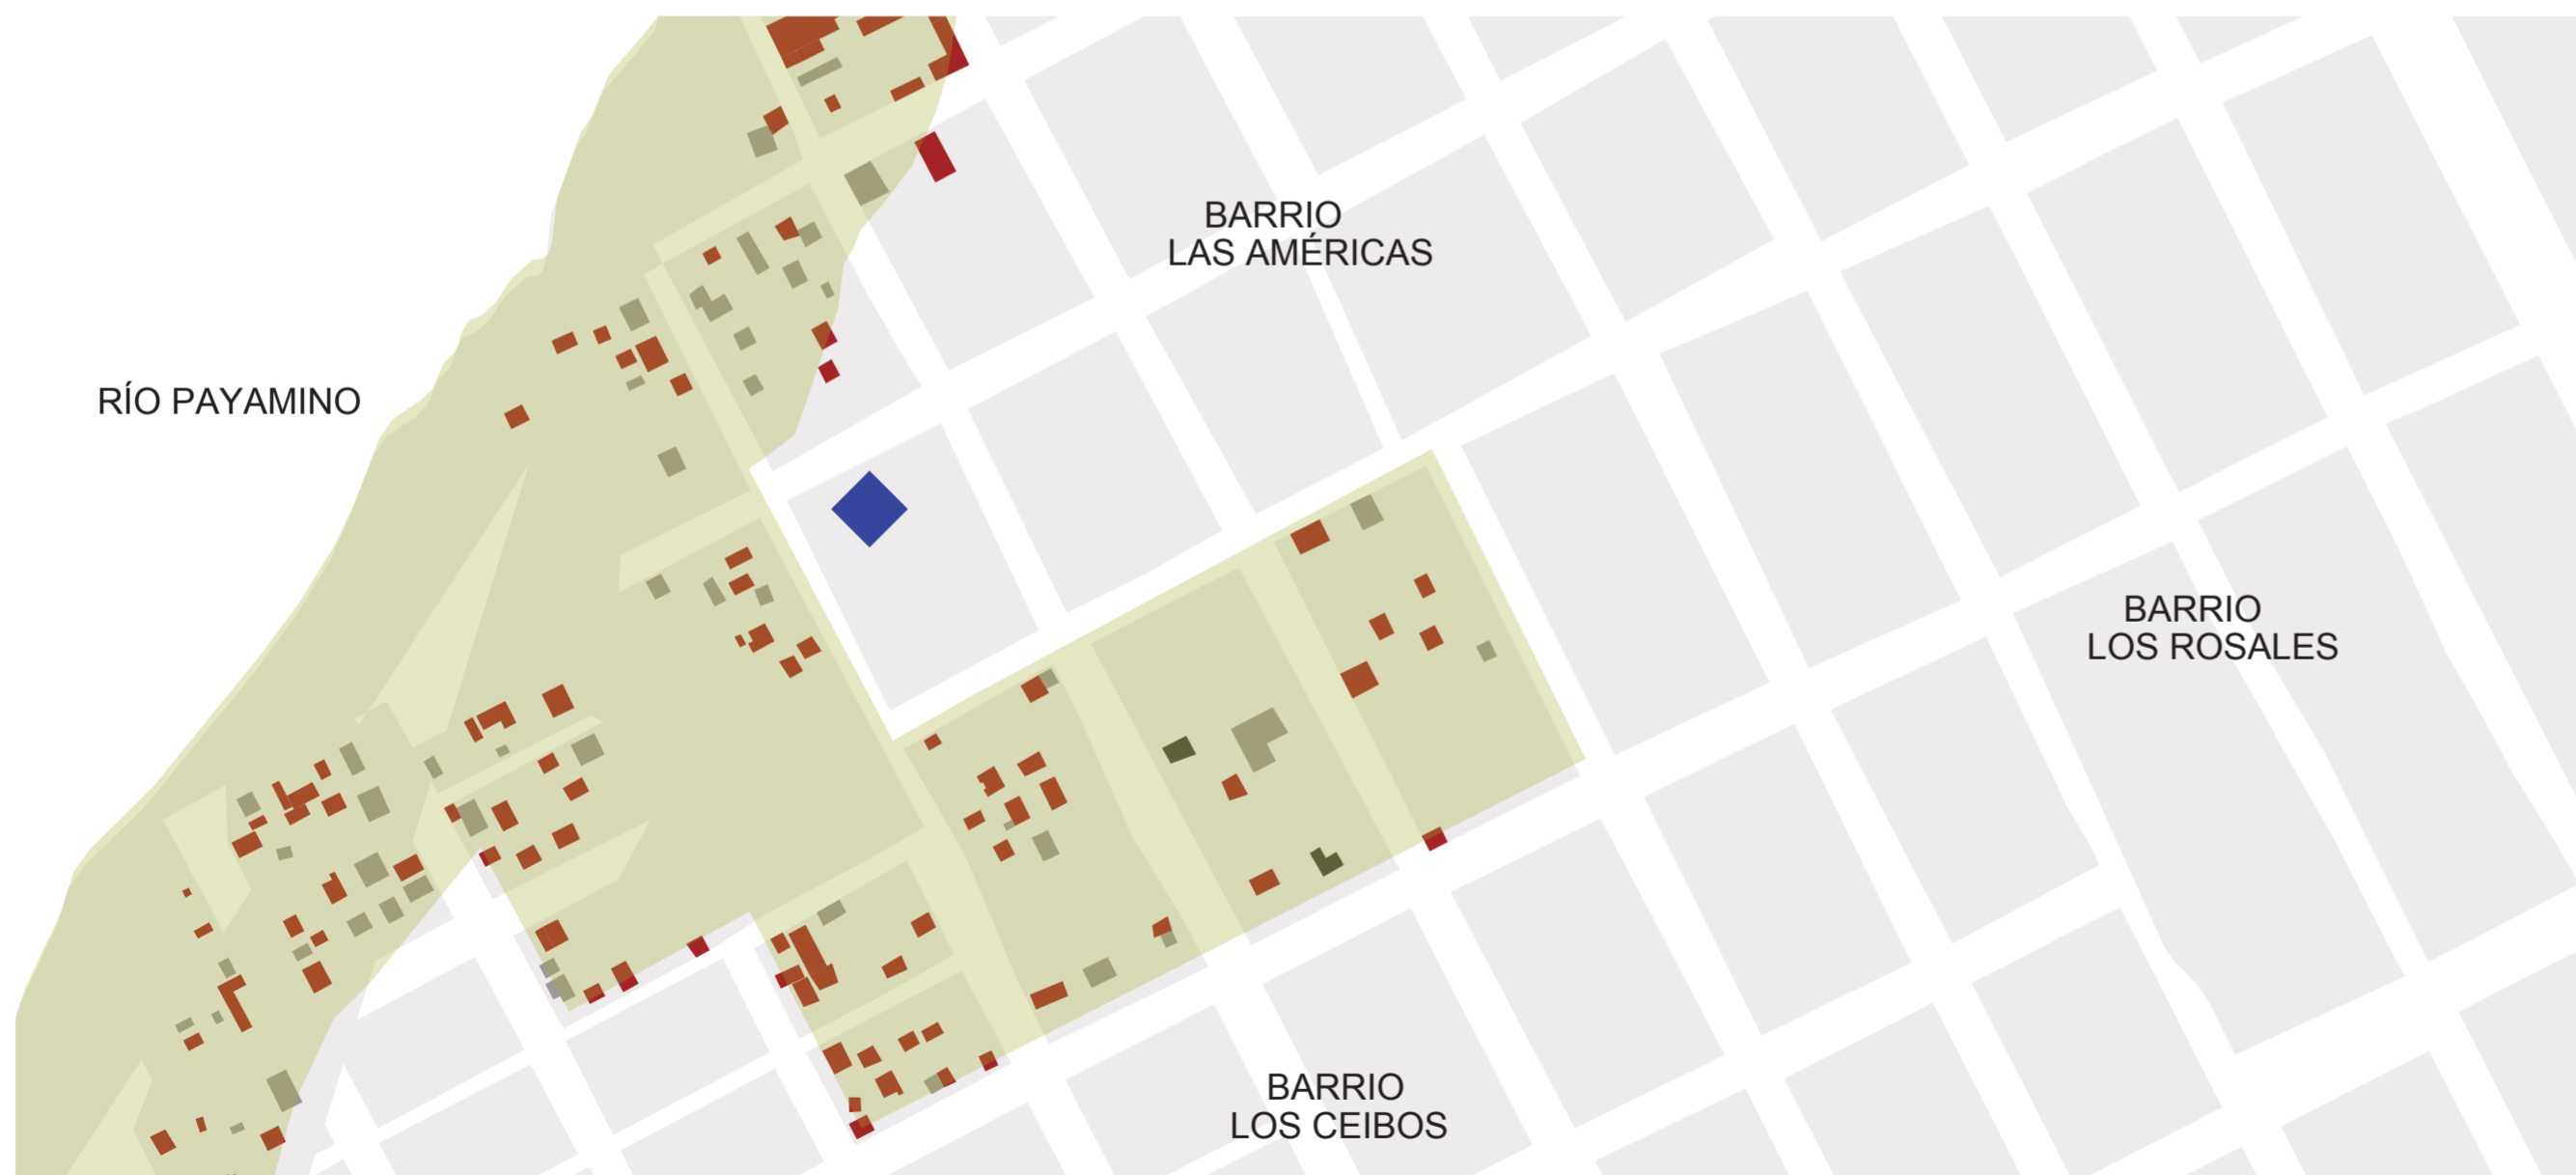 BARRIO
LAS AMÉRICAS
RÍO PAYAMINO
BARRIO
LOS ROSALES
BARRIO
LOS CEIBOS